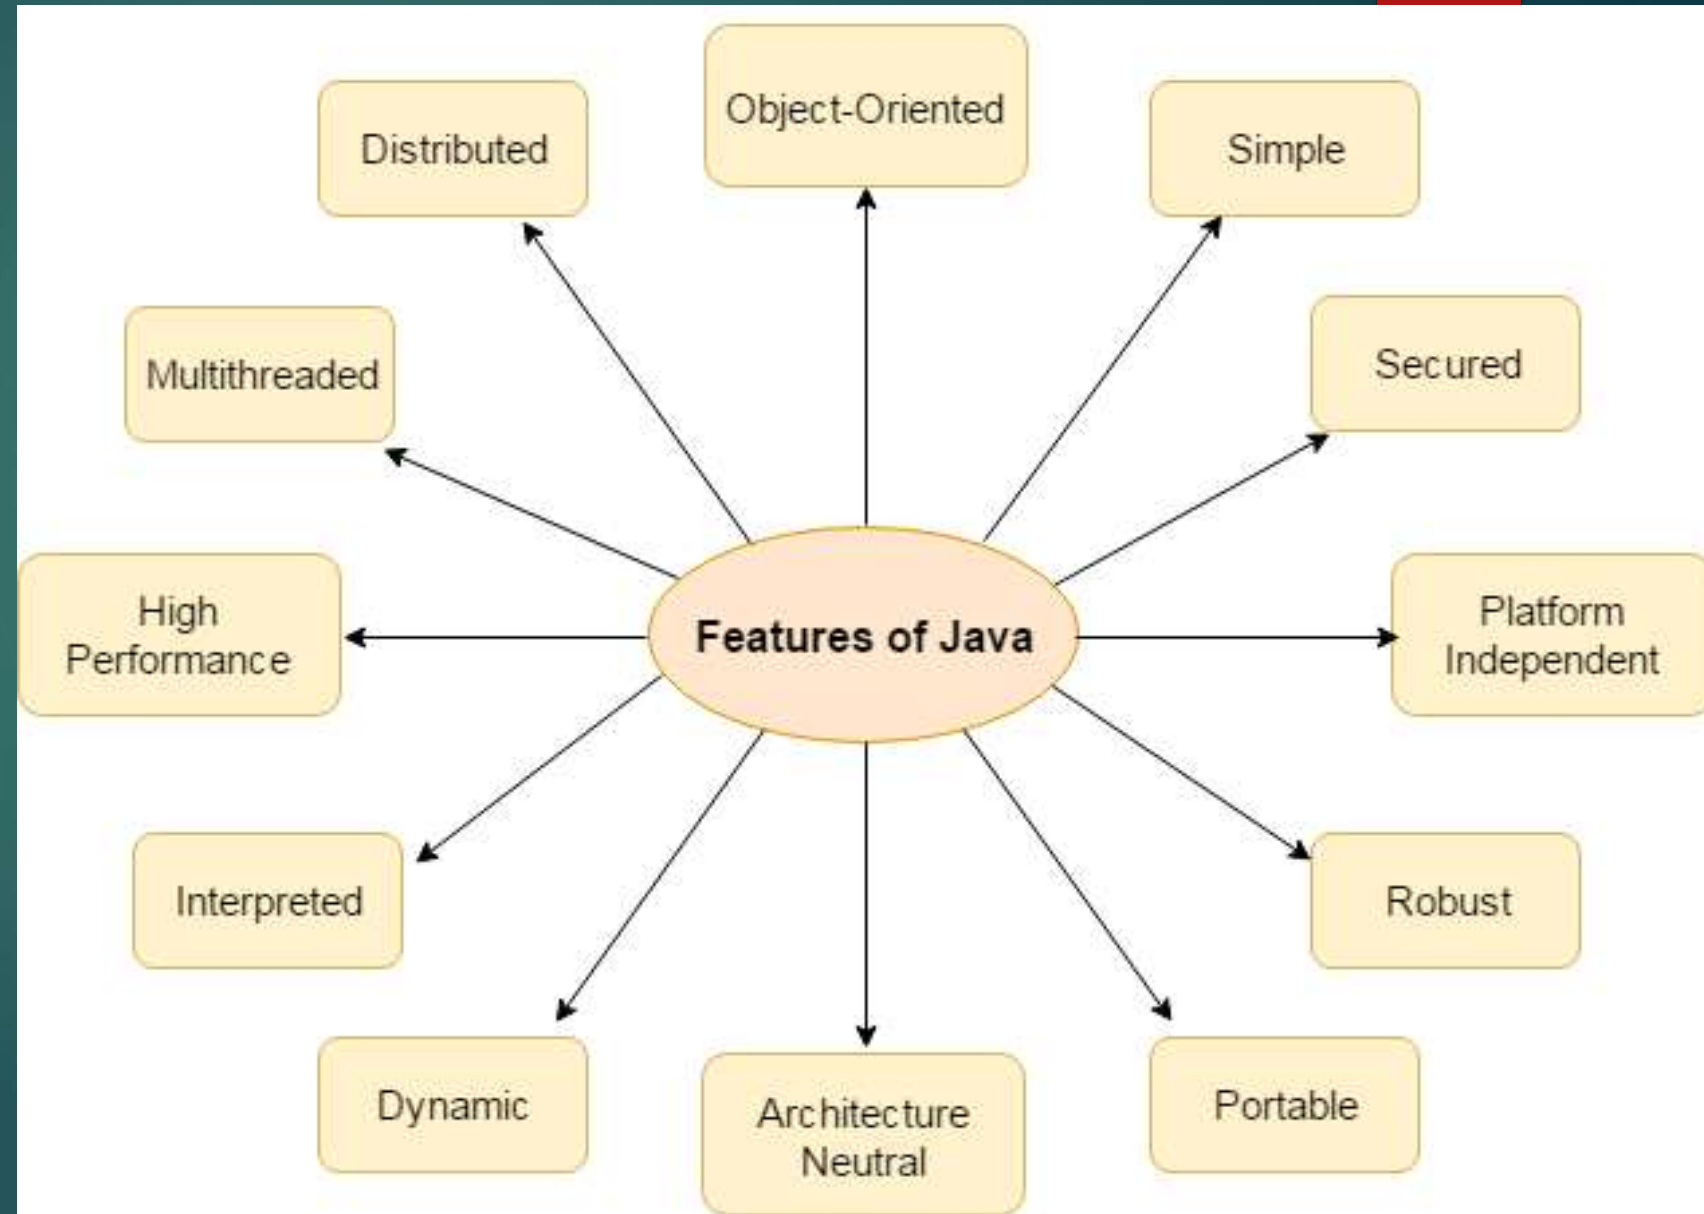 Object-Oriented
Distributed
Simple
Multithreaded
Secured
High
Performance
Features of Java
Platform
Independent
Interpreted
Robust
Dynamic
Architecture
Neutral
Portable